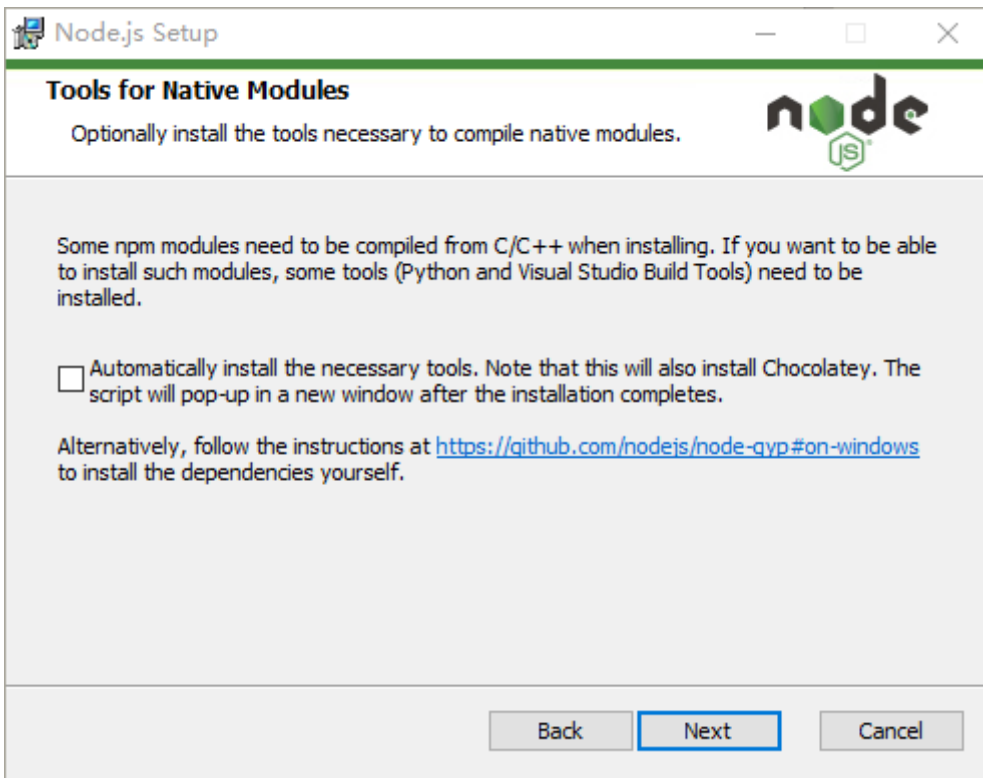 Node.js Setup
Tools for Native Modules
Optionally install the tools necessary to compile native modules.
node
JS
Some npm modules need to be compiled from C/C++ when installing. If you want to be able
to install such modules, some tools (Python and Visual Studio Build Tools) need to be
installed.
Automatically install the necessary tools. Note that this will also install Chocolatey. The
script will pop-up in a new window after the installation completes.
Alternatively, follow the instructions at https://github.com/nodejs/node-gyp#on-windows
to install the dependencies yourself.
Back
Next
Cancel